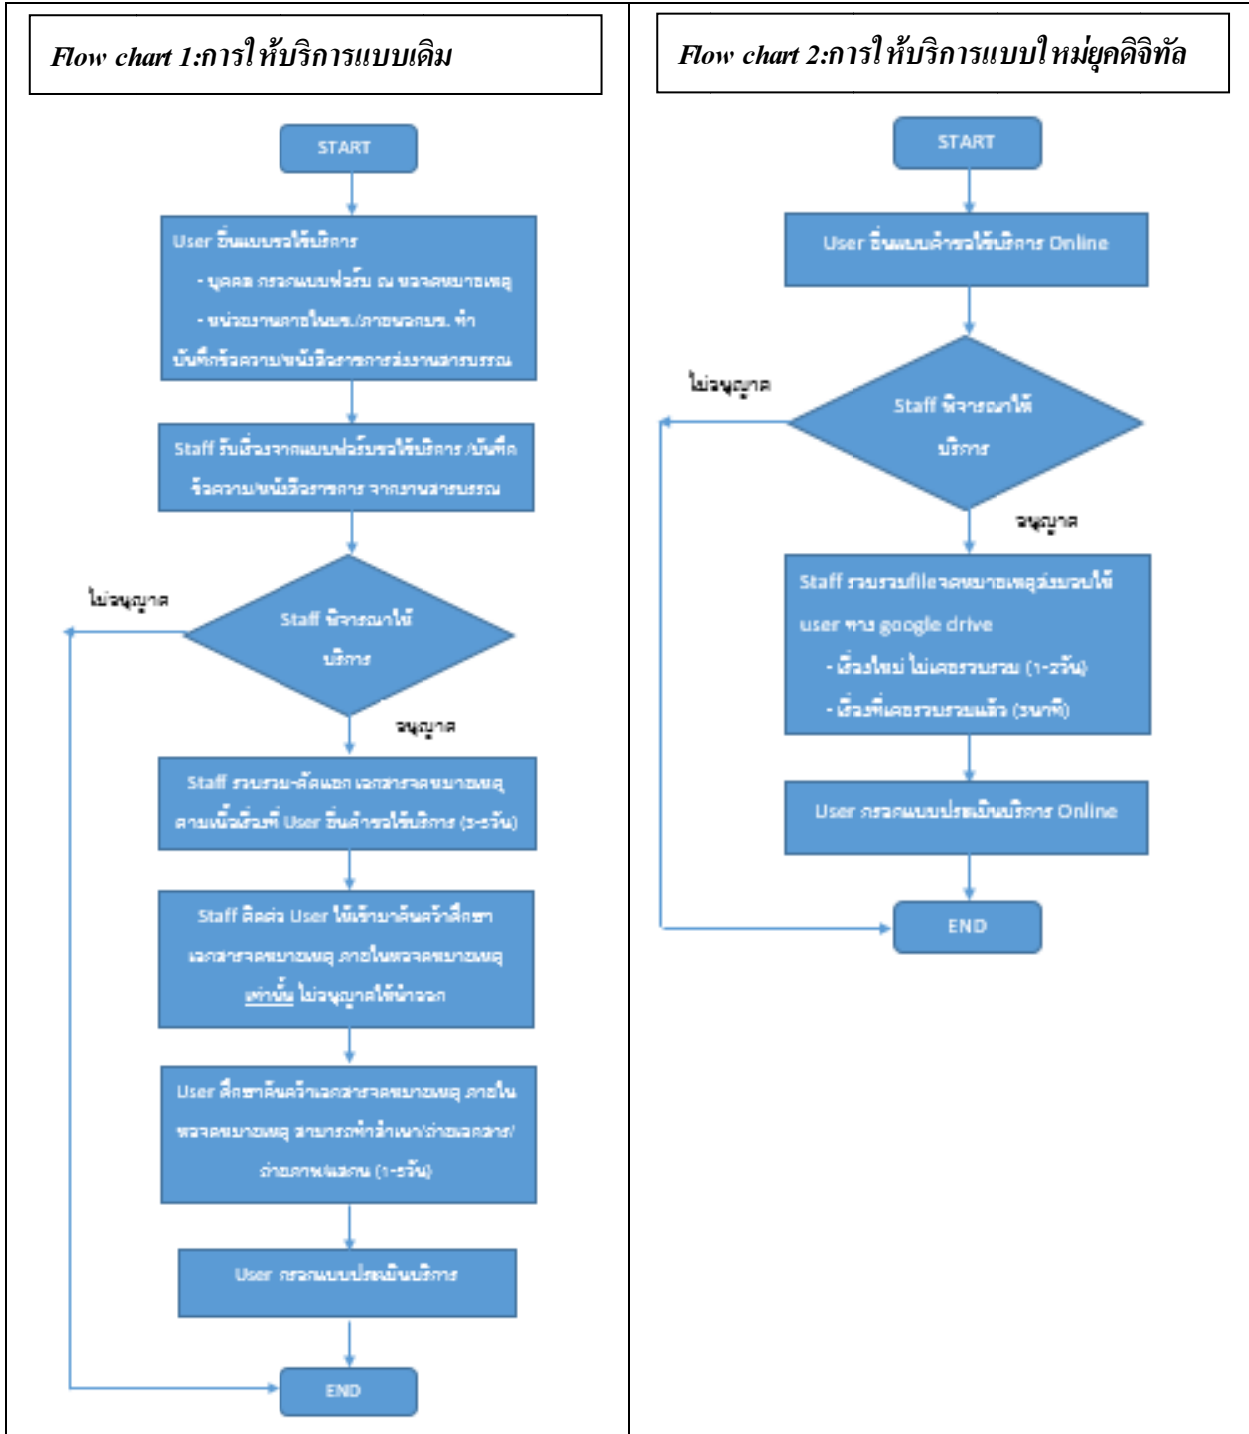 Flow chart 1:การให้บริการแบบเดิม
START
User ยื่นแบบขอใช้บริการ
- บุคคล กรอกแบบฟอร์ม ณ หอจดหมายเหตุ
- หน่วยงานภายในมข./ภายนอกมข. ทำ
บันทึกข้อความ/หนังสือราชการส่งงานสารบรรณ
Staff รับเรื่องจากแบบฟอร์มขอใช้บริการ /บันทึก
ข้อความ/หนังสือราชการ จากงานสารบรรณ
Staff พิจารณาให้
บริการ
ไม่อนุญาต
อนุญาต
Staff รวบรวม-คัดแยก เอกสารจดหมายเหตุ
ตามเนื้อเรื่องที่ User ยื่นคำขอใช้บริการ (3-5วัน)
Staff ติดต่อ User ให้เข้ามาค้นคว้าศึกษา
เอกสารจดหมายเหตุ ภายในหอจดหมายเหตุ
เท่านั้น ไม่อนุญาตให้นำออก
User ศึกษาค้นคว้าเอกสารจดหมายเหตุ ภายใน
หอจดหมายเหตุ สามารถทำสำเนา/ถ่ายเอกสาร/
ถ่ายภาพ/สแกน (1-5วัน)
User กรอกแบบประเมินบริการ
END
Flow chart 2:การให้บริการแบบใหม่ยุคดิจิทัล
START
User ยื่นแบบคำขอใช้บริการ Online
Staff พิจารณาให้
บริการ
ไม่อนุญาต
อนุญาต
Staff รวบรวมfileจดหมายเหตุส่งมอบให้
user ทาง google drive
- เรื่องใหม่ ไม่เคยรวบรวม (1-2วัน)
- เรื่องที่เคยรวบรวมแล้ว (3นาที)
User กรอกแบบประเมินบริการ Online
END